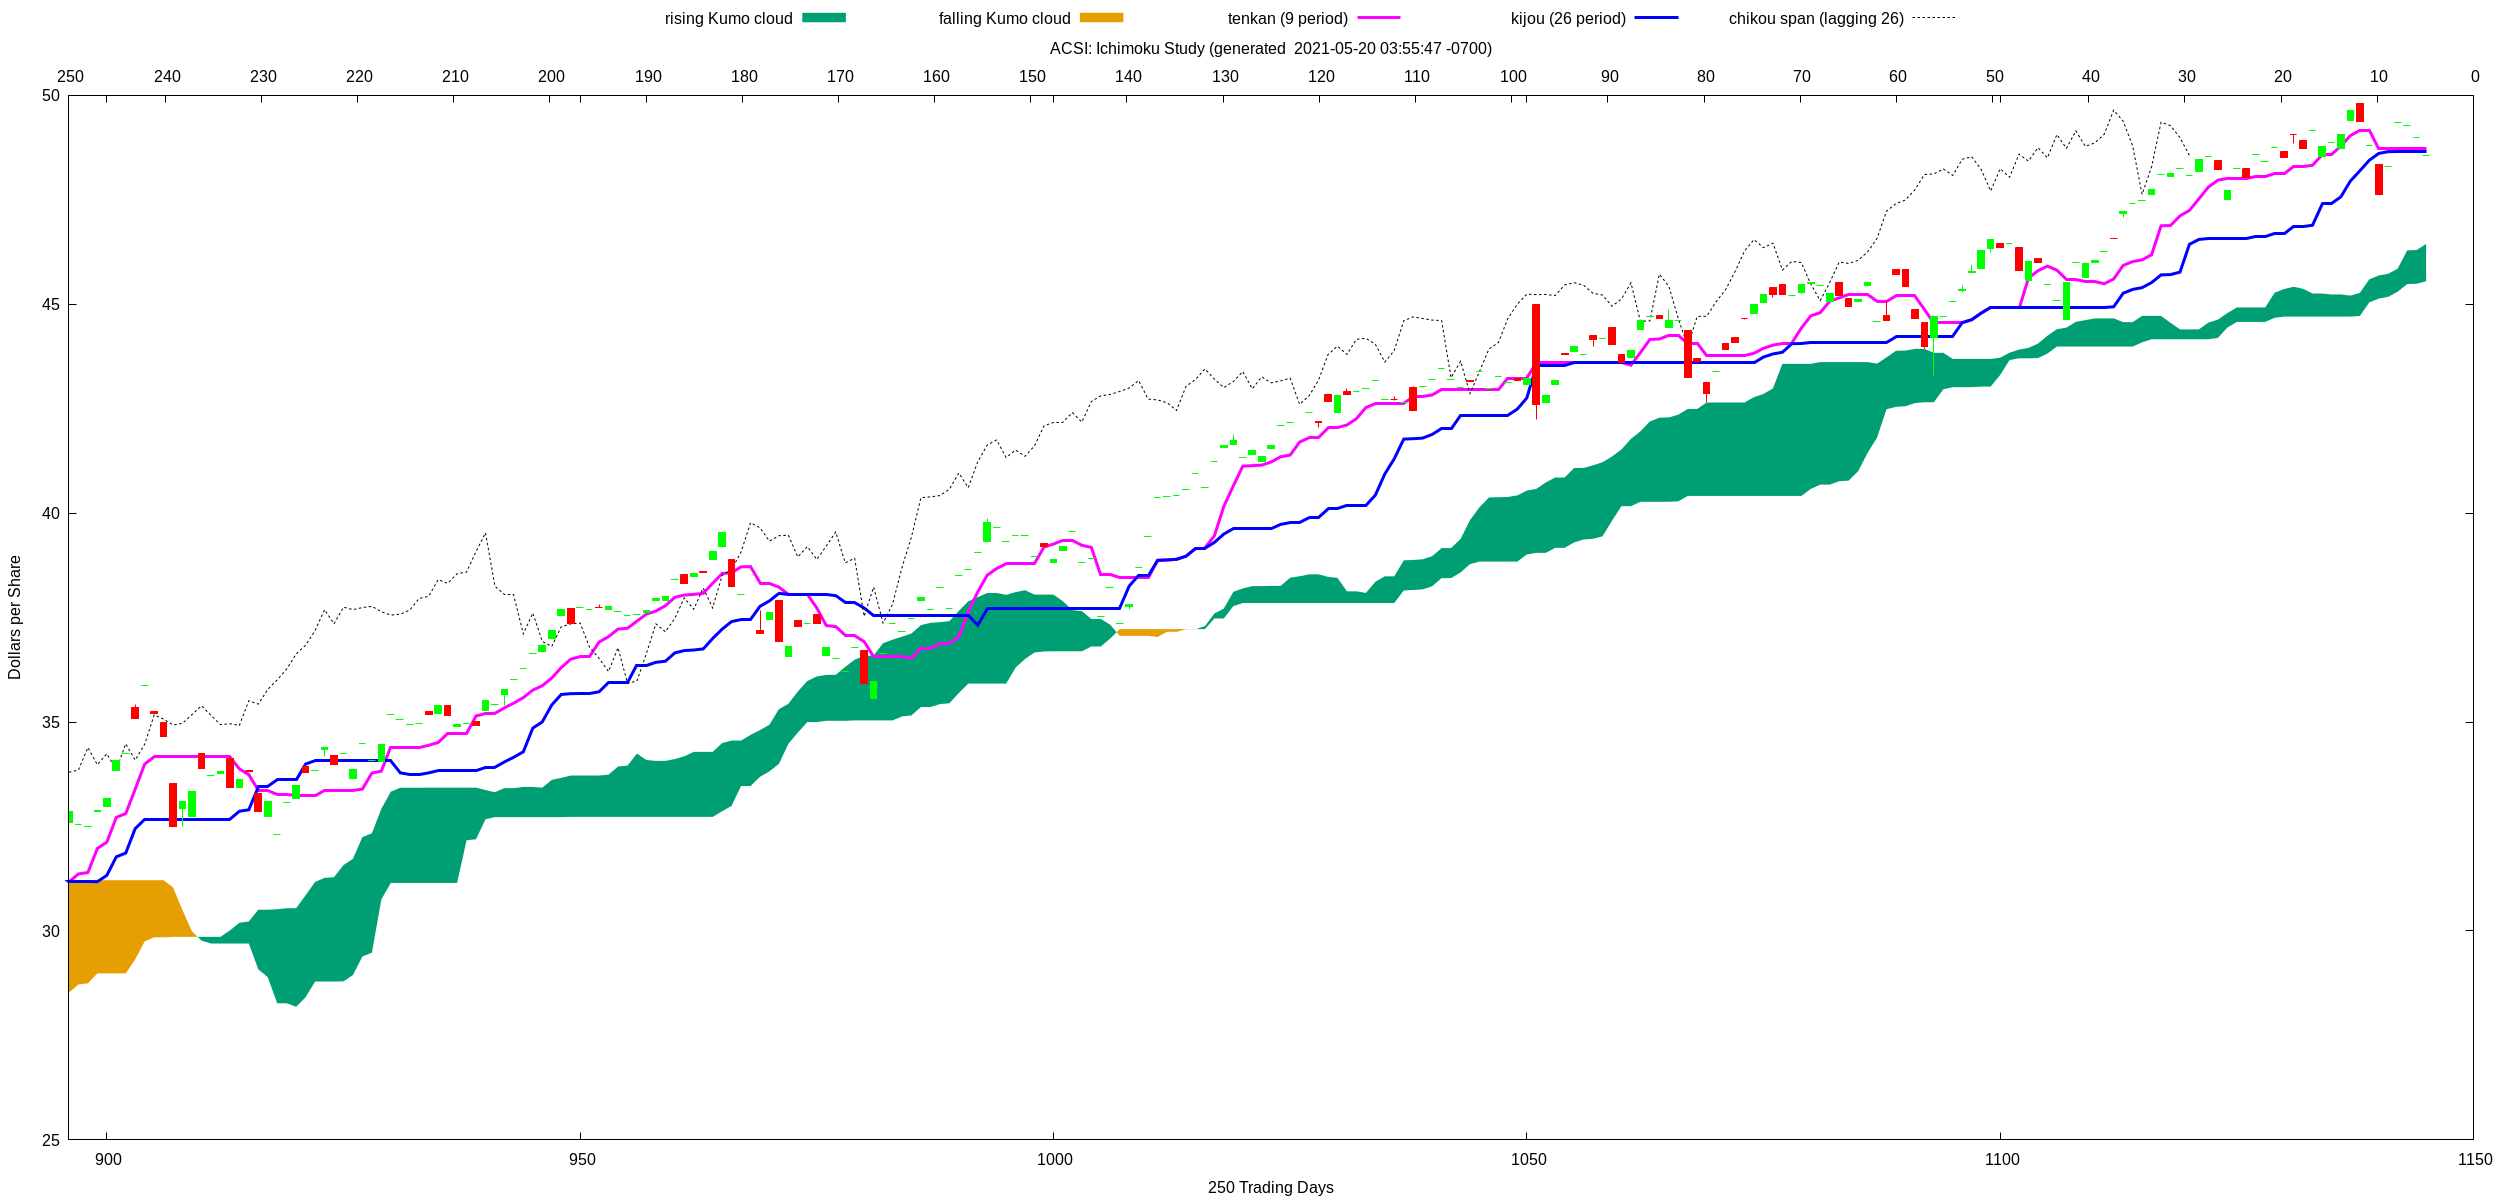 rising Kumo cloud falling Kumo cloud tenkan (9 period) kijou (26 period) chikou span (lagging 26)
ACSI: Ichimoku Study (generated  2021-05-20 03:55:47 -0700)
250 240 230 220 210 200 190 180 170 160 150 140 130 120 110 100 90 80 70 60 50 40 30 20 10 0
50
45
40
35
30
25
Dollars per Share
900 950 1000 1050 1100 1150
250 Trading Days